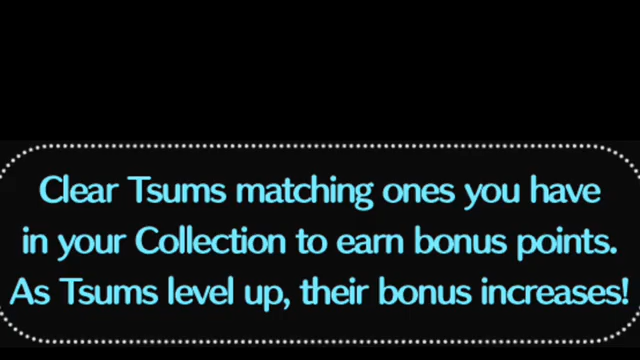 Clear Tsums matching ones you have
in your Collection to earn bonus points.
As Tsums level up, their bonus increases!